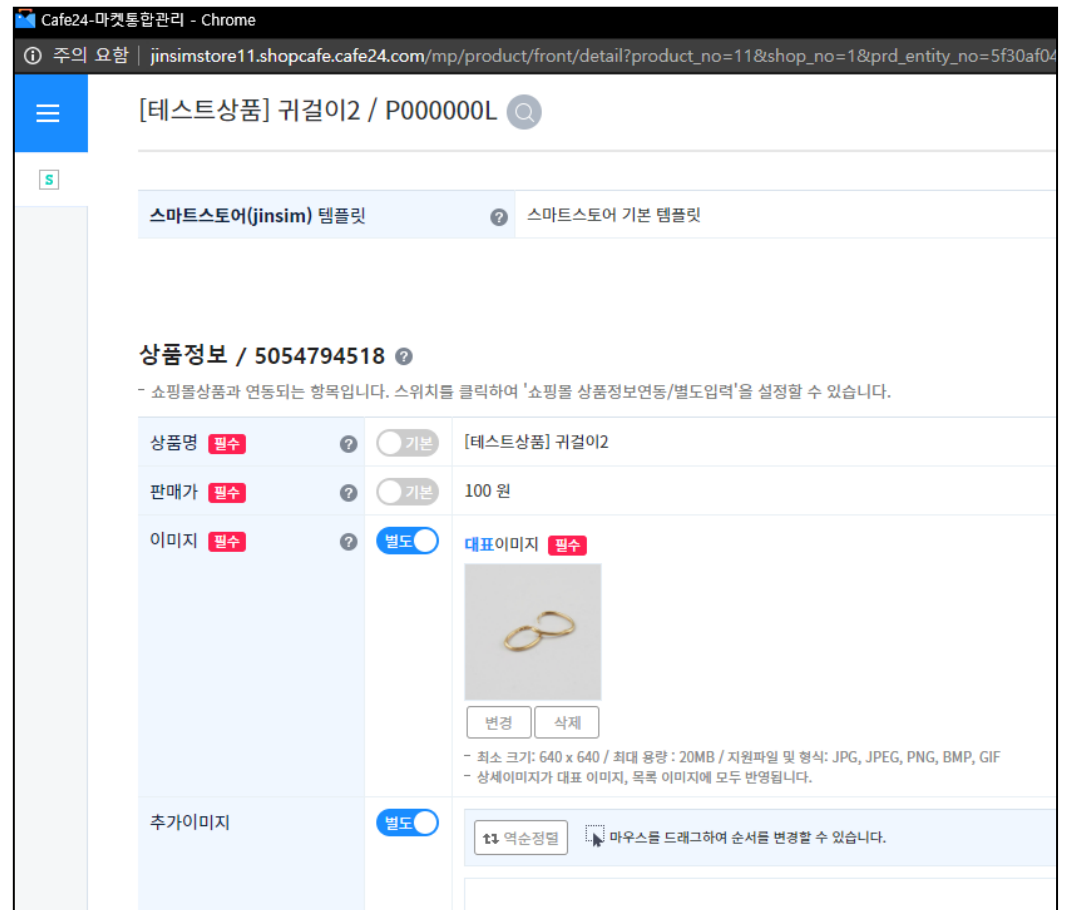 Cafe24-마켓통합관리 - Chrome
주의 요함 | jinsimstore11.shopcafe.cafe24.com/mp/product/front/detail?product_no=11&shop_no=1&prd_entity_no=5f30af04
[테스트상품] 귀걸이2 / P000000L
S
스마트스토어(jinsim) 템플릿 ? 스마트스토어 기본 템플릿
상품정보 / 5054794518 ?
- 쇼핑몰상품과 연동되는 항목입니다. 스위치를 클릭하여 '쇼핑몰 상품정보연동/별도입력'을 설정할 수 있습니다.
상품명 필수 ? 기본 [테스트상품] 귀걸이2
판매가 필수 ? 기본 100 원
이미지 필수 ? 별도 대표이미지 필수
변경 삭제
- 최소 크기: 640 x 640 / 최대 용량 : 20MB / 지원파일 및 형식: JPG, JPEG, PNG, BMP, GIF
- 상세이미지가 대표 이미지, 목록 이미지에 모두 반영됩니다.
추가이미지 별도 역순정렬 마우스를 드래그하여 순서를 변경할 수 있습니다.